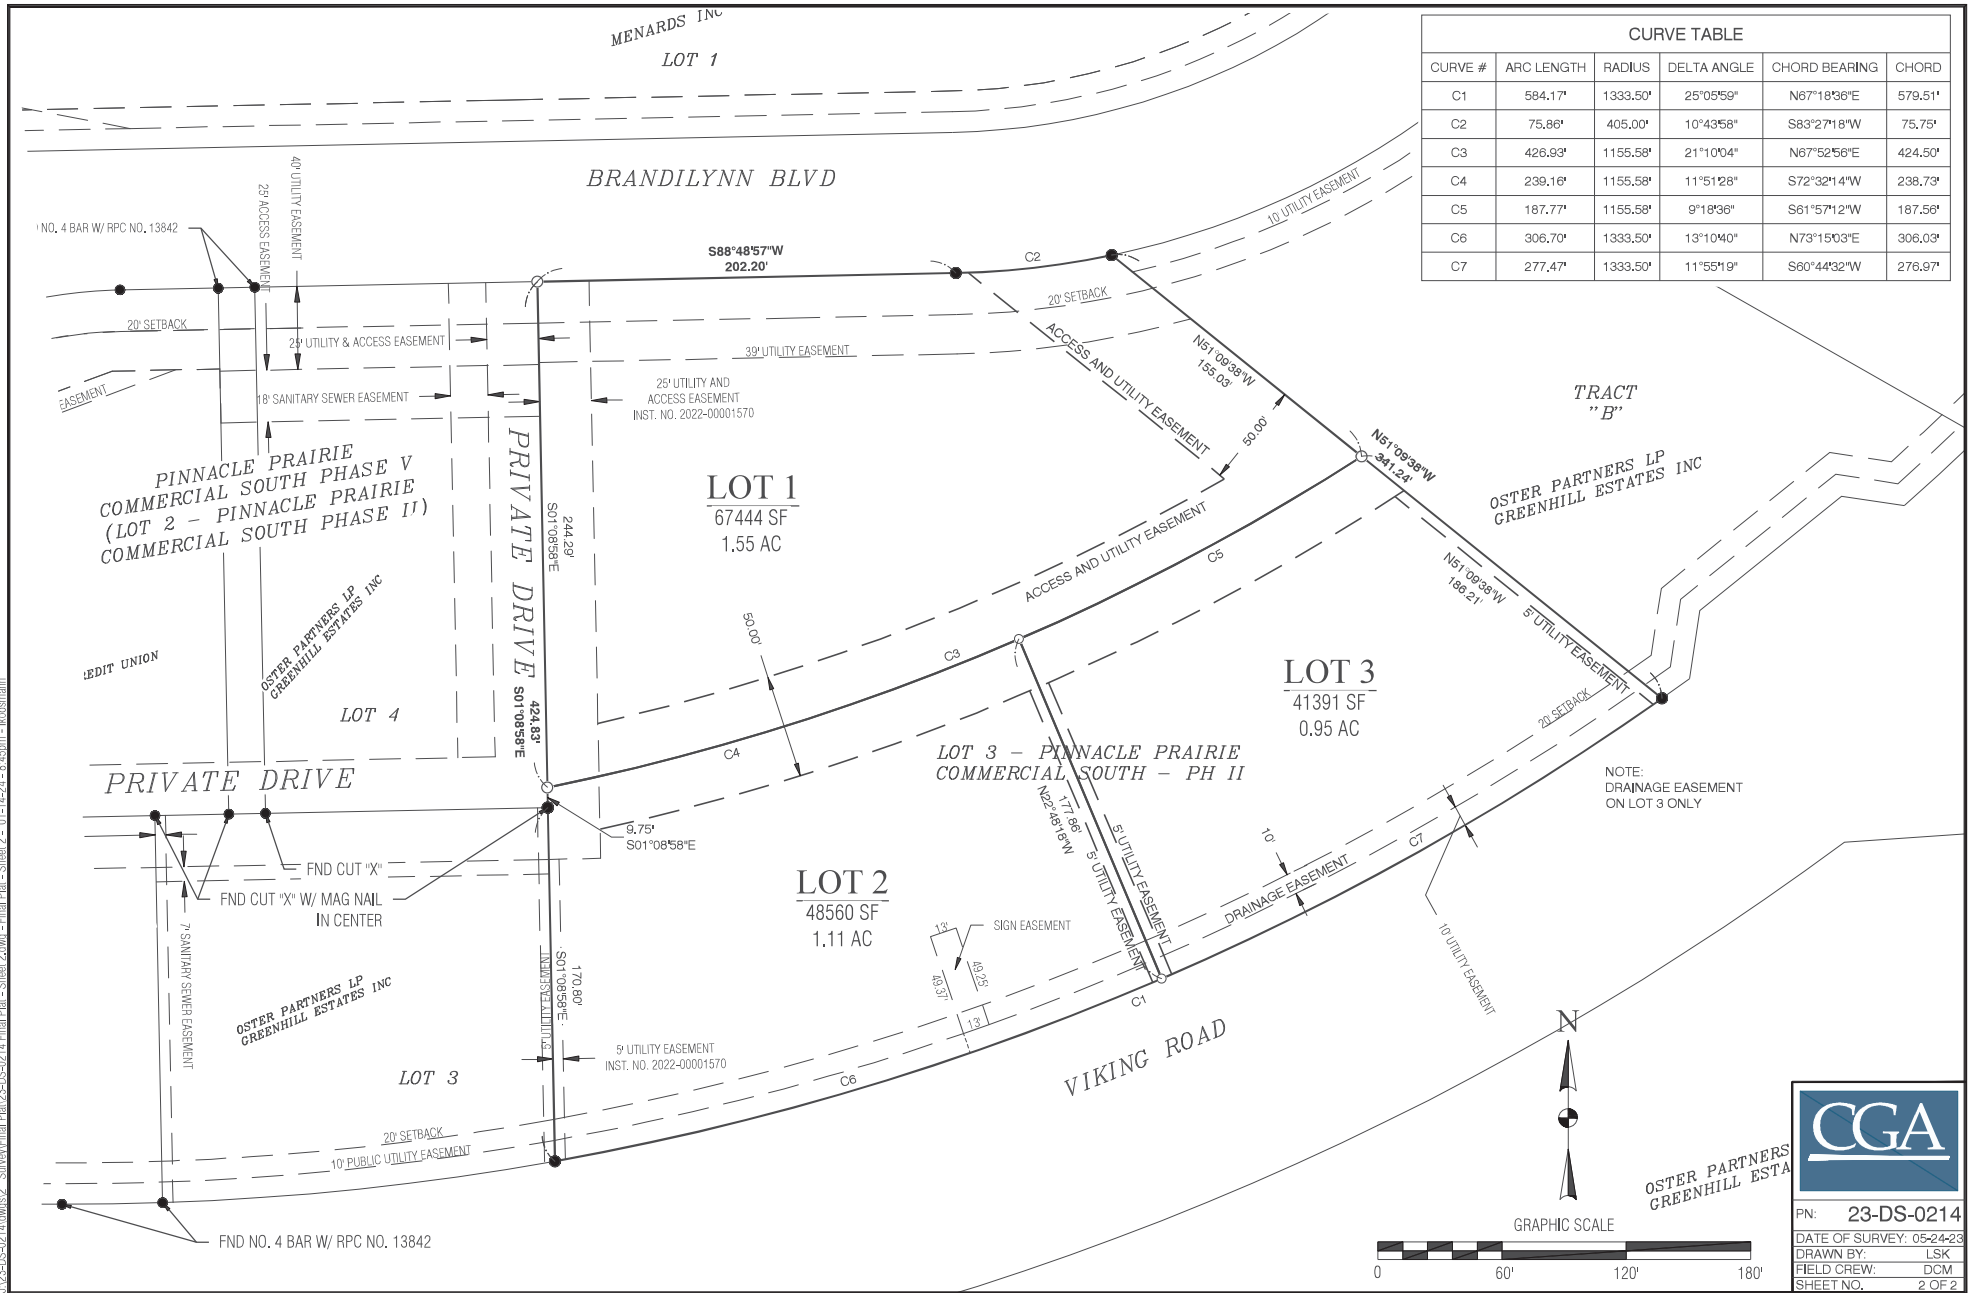 MENARDS INC
LOT 1
CURVE TABLE
CURVE # ARC LENGTH RADIUS DELTA ANGLE CHORD BEARING CHORD
C1 584.17' 1333.50' 25°05'59" N67°18'36"E 579.51'
C2 75.86' 405.00' 10°43'58" S83°27'18"W 75.75'
C3 426.93' 1155.58' 21°10'04" N67°52'56"E 424.50'
C4 239.16' 1155.58' 11°51'28" S72°32'14"W 238.73'
C5 187.77' 1155.58' 9°18'36" S61°57'12"W 187.56'
C6 306.70' 1333.50' 13°10'40" N73°15'03"E 306.03'
C7 277.47' 1333.50' 11°55'19" S60°44'32"W 276.97'
BRANDILYNN BLVD
40' UTILITY EASEMENT
25' ACCESS EASEMENT
NO. 4 BAR W/ RPC NO. 13842
S88°48'57"W
202.20'
C2
10' UTILITY EASEMENT
20' SETBACK
20' SETBACK
25' UTILITY & ACCESS EASEMENT
39' UTILITY EASEMENT
ACCESS AND UTILITY EASEMENT
N51°09'38"W
155.03'
EASEMENT
18' SANITARY SEWER EASEMENT
25' UTILITY AND
ACCESS EASEMENT
INST. NO. 2022-00001570
TRACT
"B"
50.00'
N51°09'38"W
341.24'
PINNACLE PRAIRIE
COMMERCIAL SOUTH PHASE V
(LOT 2 - PINNACLE PRAIRIE
COMMERCIAL SOUTH PHASE II)
PRIVATE DRIVE
LOT 1
67444 SF
1.55 AC
OSTER PARTNERS LP
GREENHILL ESTATES INC
244.29'
S01°08'58"E
ACCESS AND UTILITY EASEMENT
C5
N51°09'38"W
186.21'
5' UTILITY EASEMENT
OSTER PARTNERS LP
GREENHILL ESTATES INC
50.00'
C3
EDIT UNION
LOT 3
41391 SF
0.95 AC
LOT 4
424.83'
S01°08'58"E
C4
20' SETBACK
LOT 3 - PINNACLE PRAIRIE
COMMERCIAL SOUTH - PH II
PRIVATE DRIVE
NOTE:
DRAINAGE EASEMENT
ON LOT 3 ONLY
177.86'
N22°48'18"W
9.75'
S01°08'58"E
5' UTILITY EASEMENT
5' UTILITY EASEMENT
10'
C7
FND CUT "X"
FND CUT "X" W/ MAG NAIL
IN CENTER
LOT 2
48560 SF
1.11 AC
DRAINAGE EASEMENT
13'
SIGN EASEMENT
49.25'
49.37'
13'
10' UTILITY EASEMENT
7' SANITARY SEWER EASEMENT
170.80'
S01°08'58"E
5' UTILITY EASEMENT
OSTER PARTNERS LP
GREENHILL ESTATES INC
C1
VIKING ROAD
5' UTILITY EASEMENT
INST. NO. 2022-00001570
C6
LOT 3
N
20' SETBACK
10' PUBLIC UTILITY EASEMENT
FND NO. 4 BAR W/ RPC NO. 13842
OSTER PARTNERS
GREENHILL ESTA
GRAPHIC SCALE
0 60' 120' 180'
CGA
PN: 23-DS-0214
DATE OF SURVEY: 05-24-23
DRAWN BY: LSK
FIELD CREW: DCM
SHEET NO. 2 OF 2